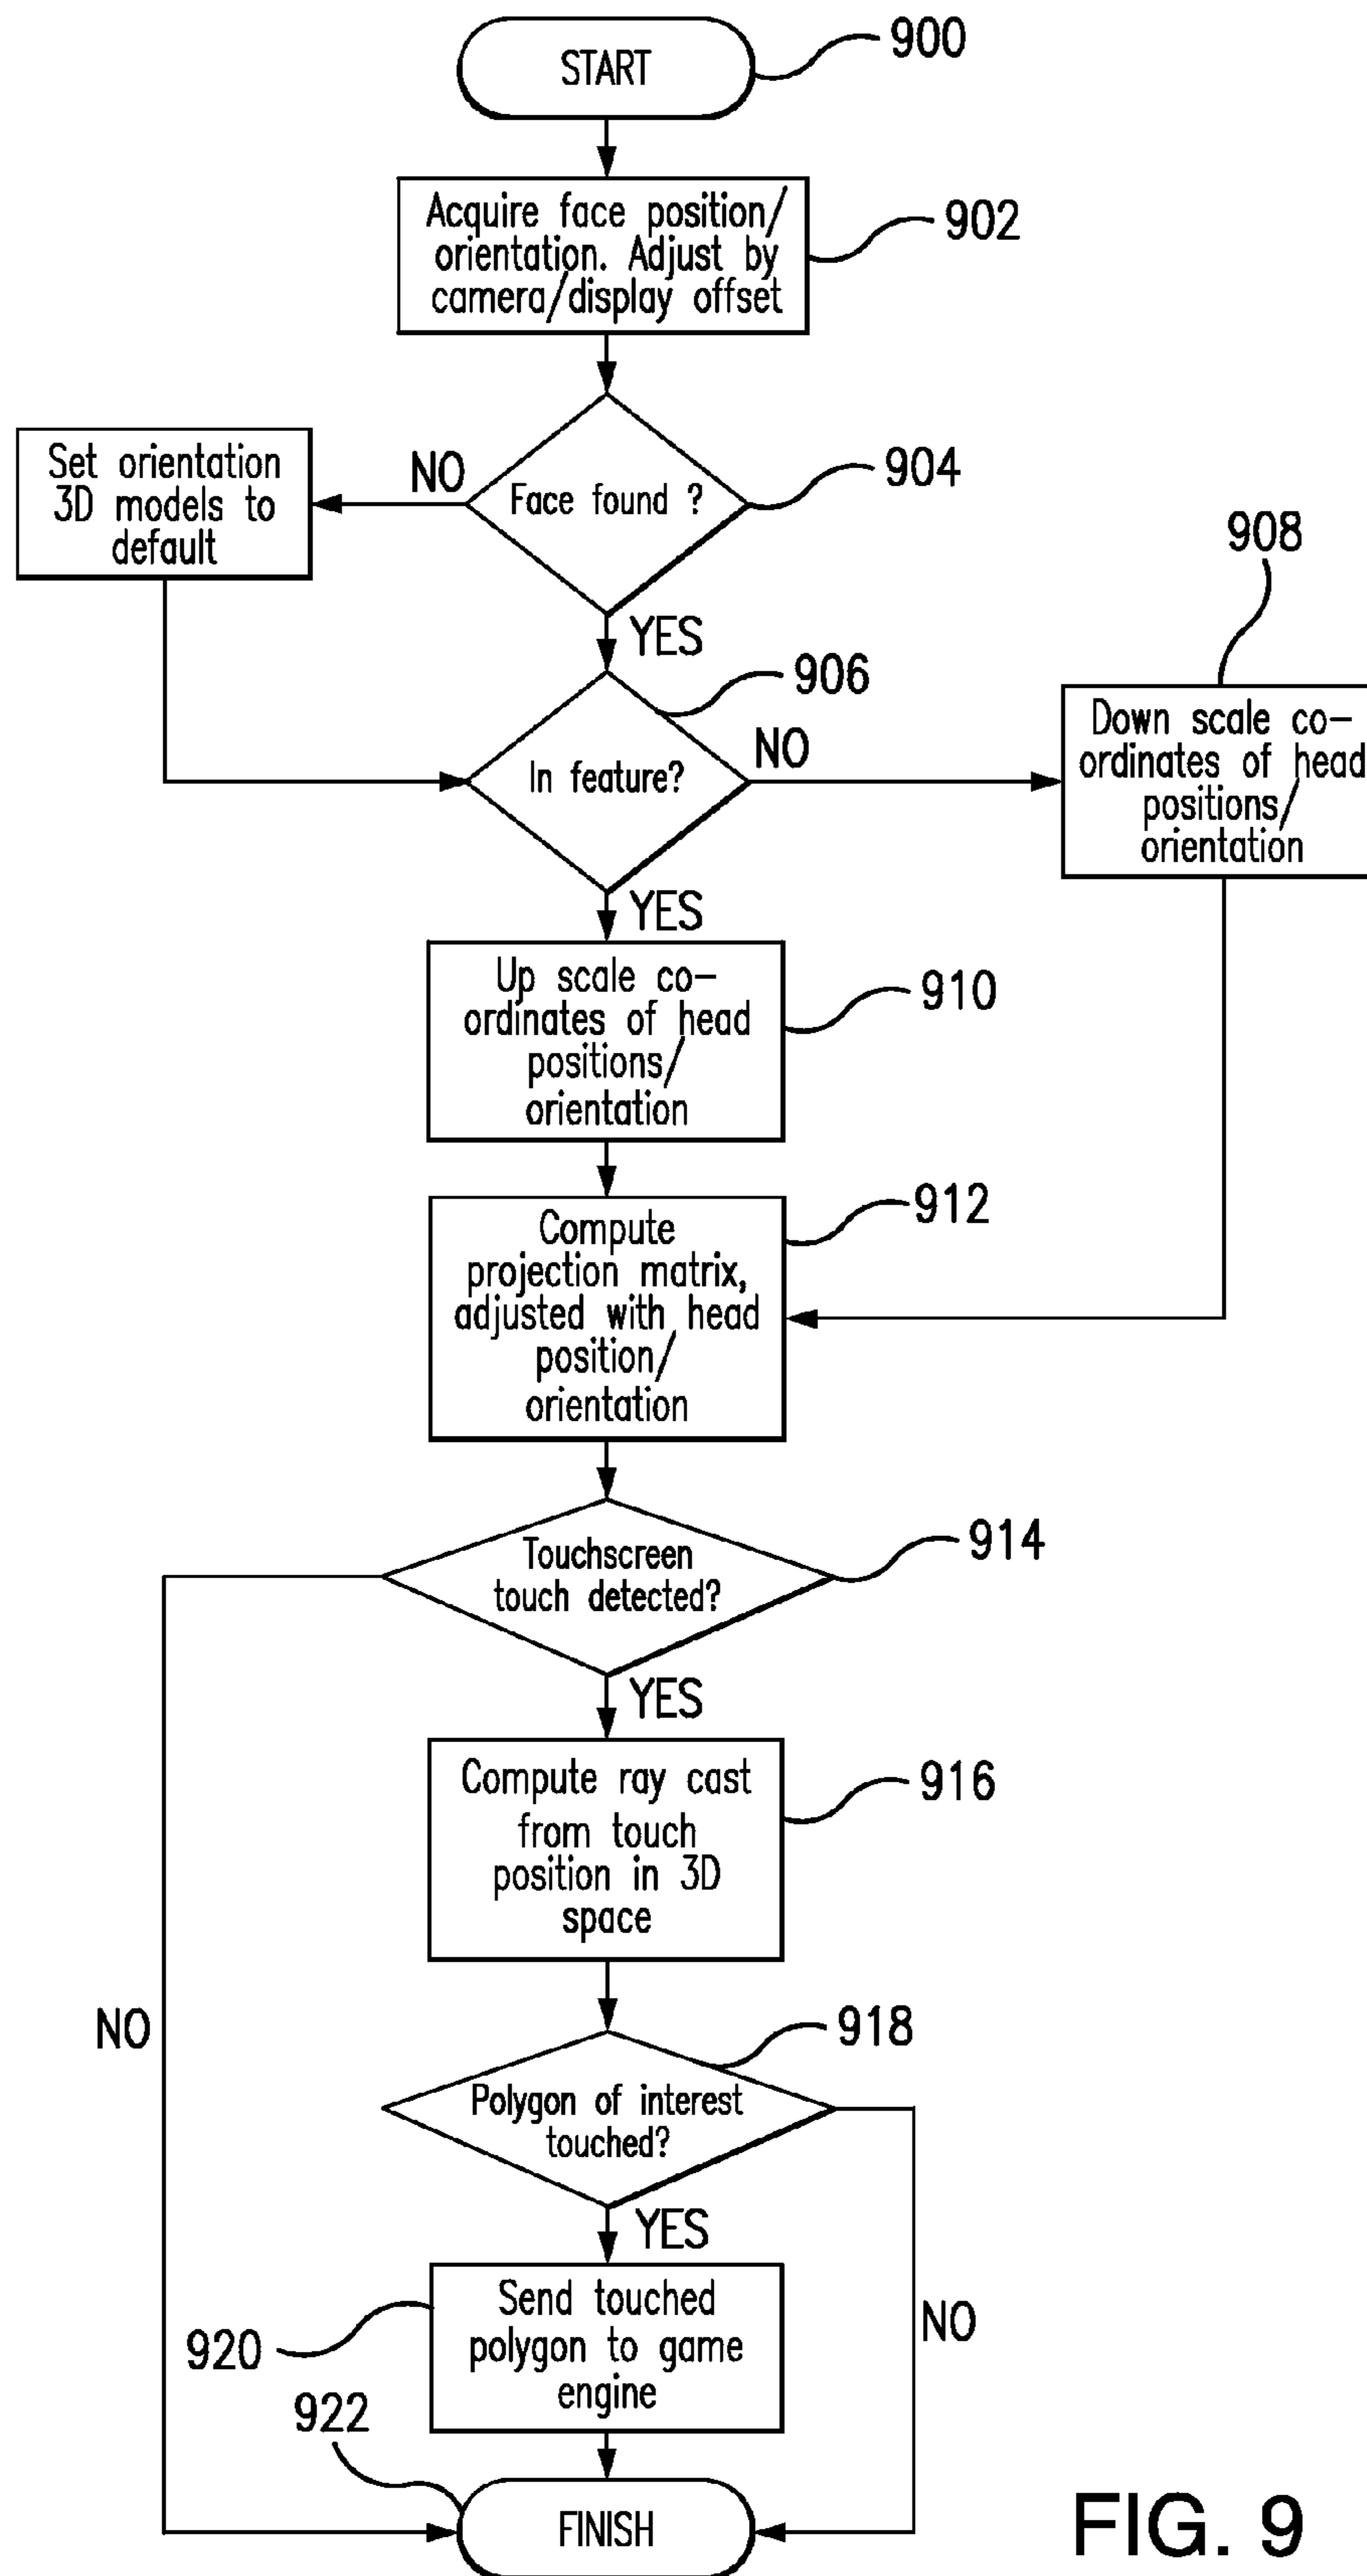 START
900
Acquire face position/
orientation. Adjust by
camera/display offset
902
Set orientation
3D models to
default
NO
Face found ?
904
YES
906
908
In feature?
NO
Down scale co-
ordinates of head
positions/
orientation
YES
Up scale co-
ordinates of head
positions/
orientation
910
Compute
projection matrix,
adjusted with head
position/
orientation
912
Touchscreen
touch detected?
914
YES
Compute ray cast
from touch
position in 3D
space
916
NO
918
Polygon of interest
touched?
YES
Send touched
polygon to game
engine
920
NO
922
FINISH
FIG. 9